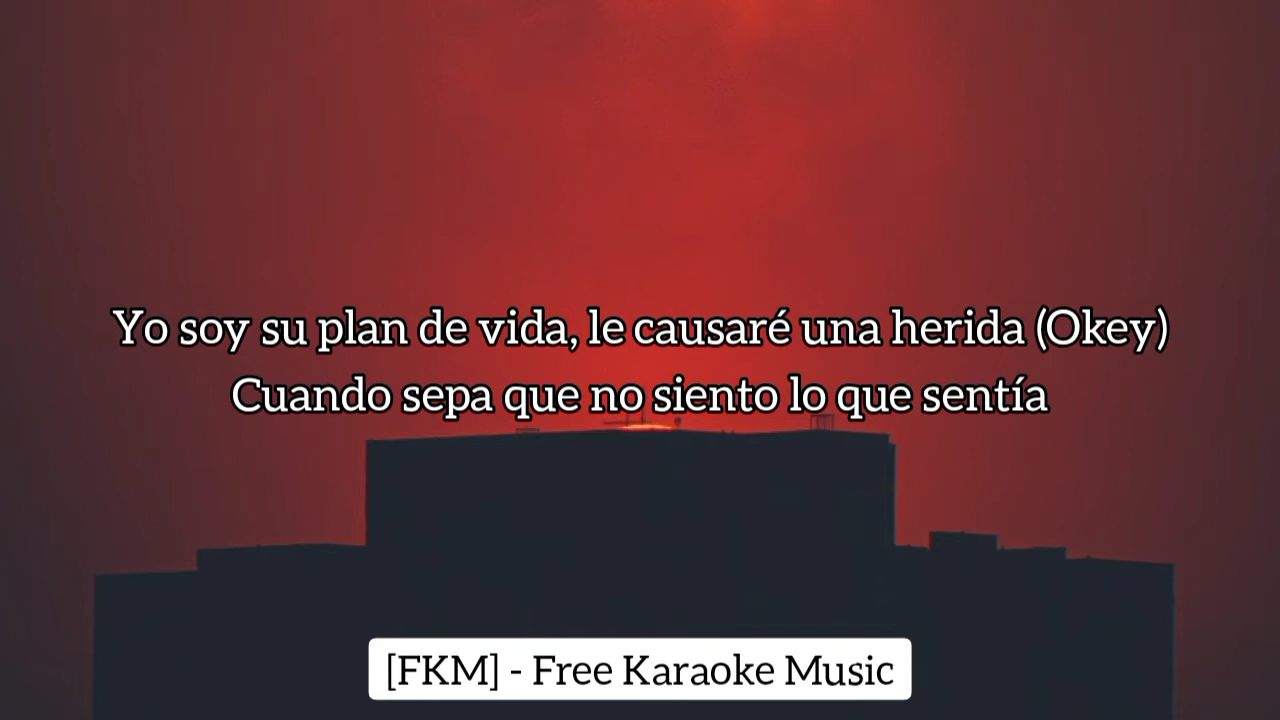 Yo soy su plan de vida, le causaré una herida (Okey)
Cuando sepa que no siento lo que sentía
[FKM] - Free Karaoke Music